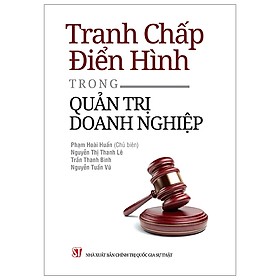 Tranh Chấp
Điển Hình
TRONG
QUẢN TRỊ
DOANH NGHIỆP
Phạm Hoài Huấn (Chủ biên)
Nguyễn Thị Thanh Lê
Trần Thanh Bình
Nguyễn Tuấn Vũ
ST
NHÀ XUẤT BẢN CHÍNH TRỊ QUỐC GIA SỰ THẬT